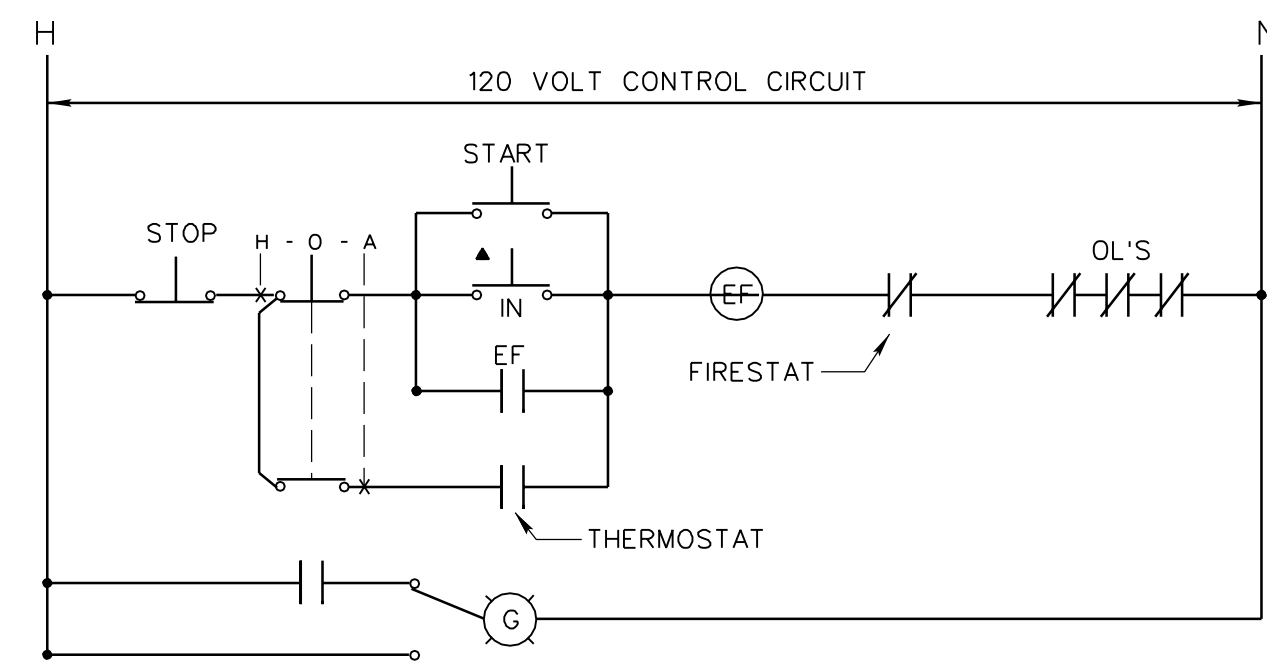 H N
120 VOLT CONTROL CIRCUIT
START
STOP
H - O - A
OL'S
IN
EF
EF
FIRESTAT
THERMOSTAT
G